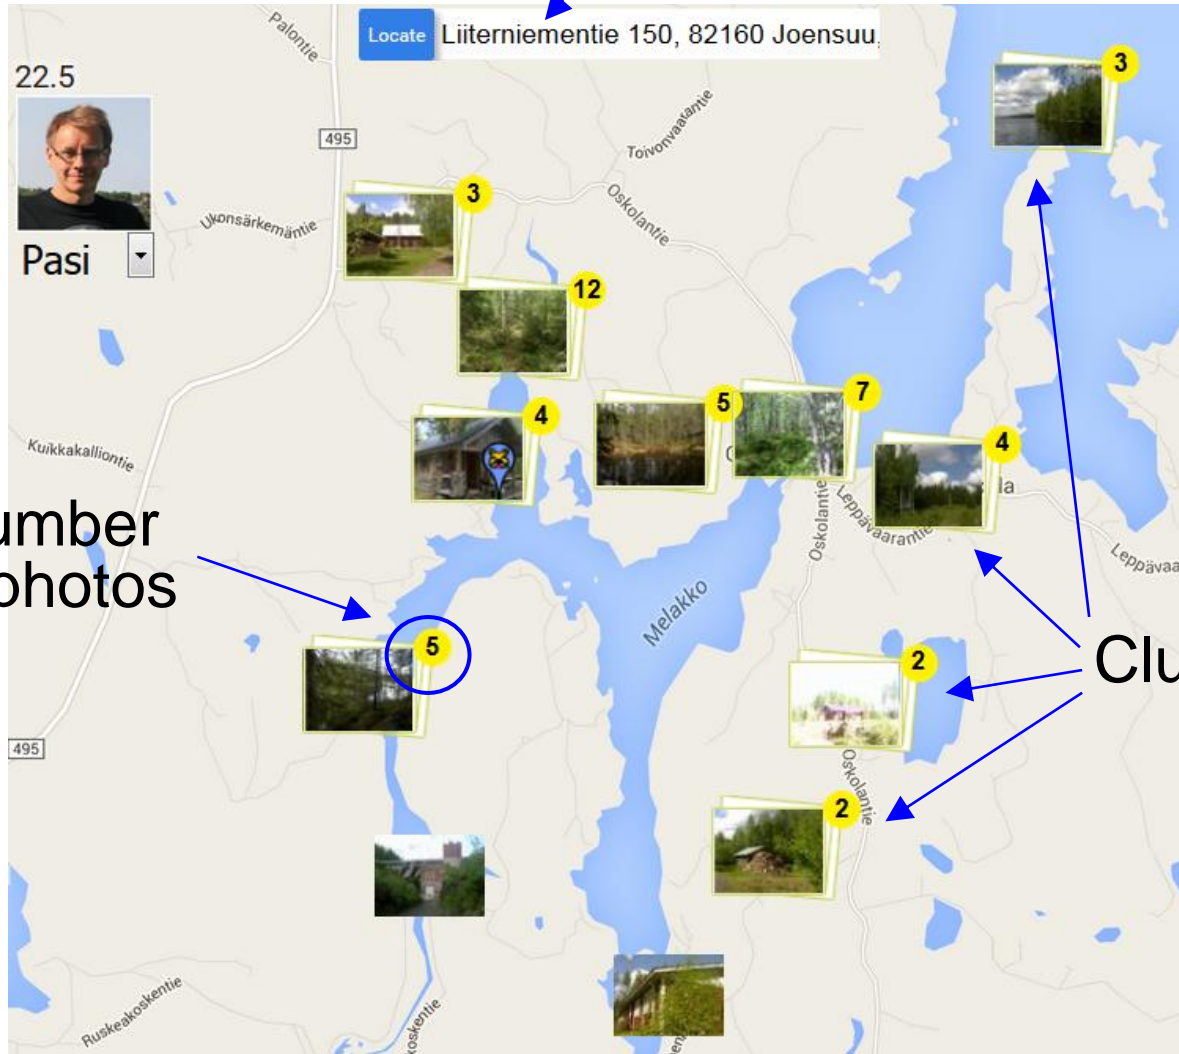 Locate Liiterniementie 150, 82160 Joensuu,
Palontie
3
22.5
495
Toivonvaarantie
3
Ukonsärkemäntie
Oskolantie
Pasi
12
4
5
7
4
Kuikkakalliontie
la
Oskolantie
Leppävaarantie
umber
photos
Leppävaa
Melakko
5
2
Clu
495
Oskolantie
2
Ruskeakoskentie
koskentie